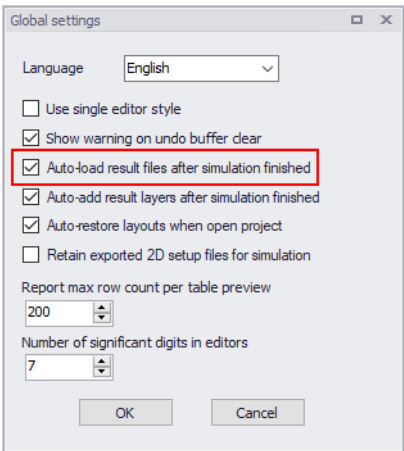 Global settings
Language English
Use single editor style
Show warning on undo buffer clear
Auto-load result files after simulation finished
Auto-add result layers after simulation finished
Auto-restore layouts when open project
Retain exported 2D setup files for simulation
Report max row count per table preview
200
Number of significant digits in editors
7
OK Cancel